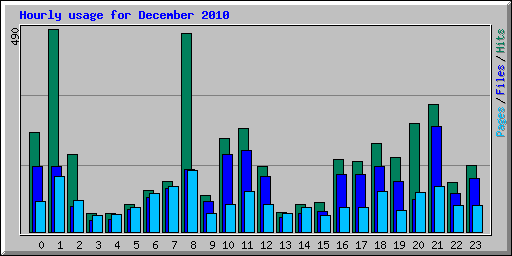 Hourly usage for December 2010
490
Pages / Files / Hits
0 1 2 3 4 5 6 7 8 9 10 11 12 13 14 15 16 17 18 19 20 21 22 23